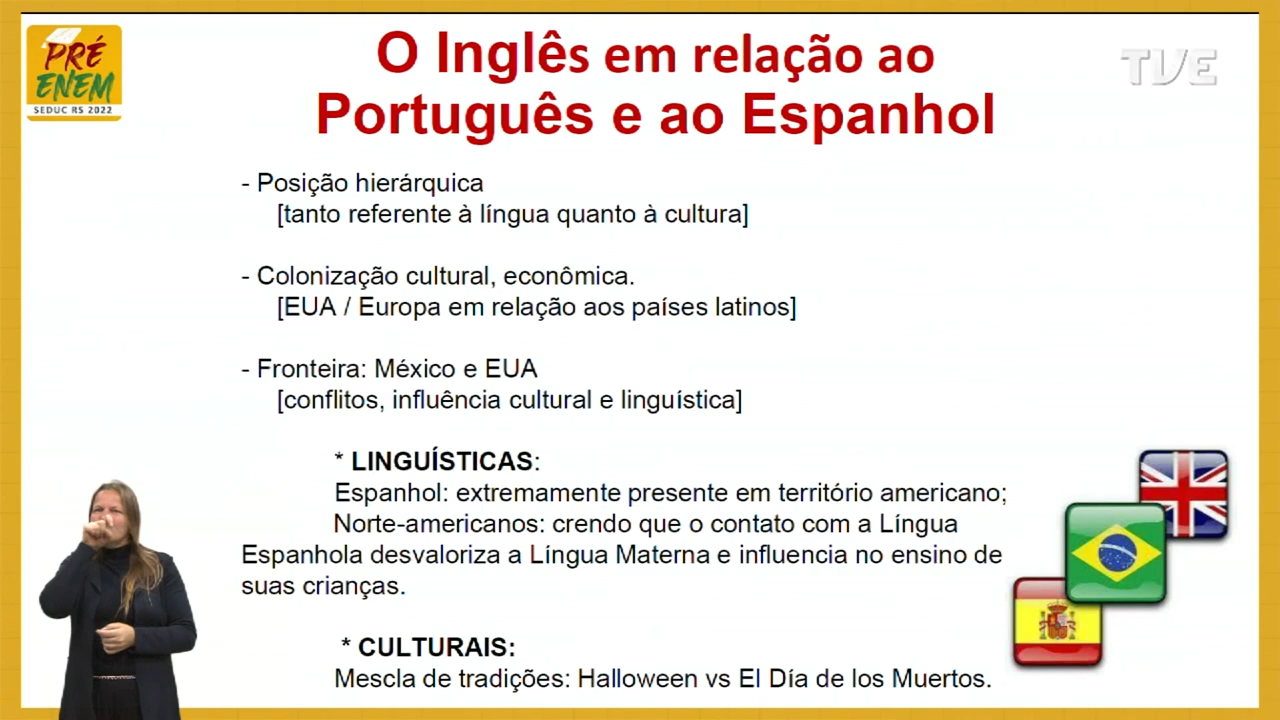 PRÉ
ENEM
SEDUC RS 2022
TVE
O Inglês em relação ao
Português e ao Espanhol
- Posição hierárquica
[tanto referente à língua quanto à cultura]
- Colonização cultural, econômica.
[EUA / Europa em relação aos países latinos]
- Fronteira: México e EUA
[conflitos, influência cultural e linguística]
* LINGUÍSTICAS:
Espanhol: extremamente presente em território americano;
Norte-americanos: crendo que o contato com a Língua
Espanhola desvaloriza a Língua Materna e influencia no ensino de
suas crianças.
* CULTURAIS:
Mescla de tradições: Halloween vs El Día de los Muertos.